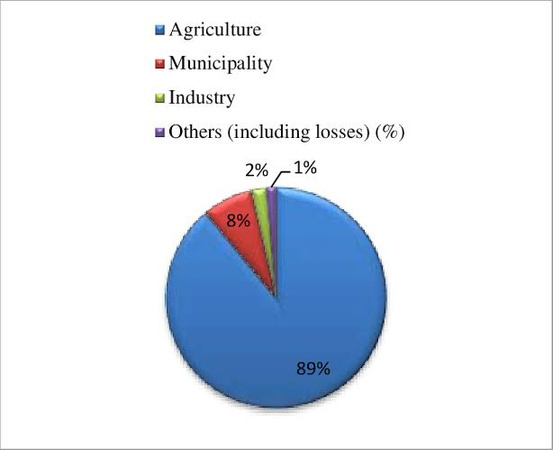 Agriculture
Municipality
Industry
Others (including losses) (%)
2%
1%
8%
89%